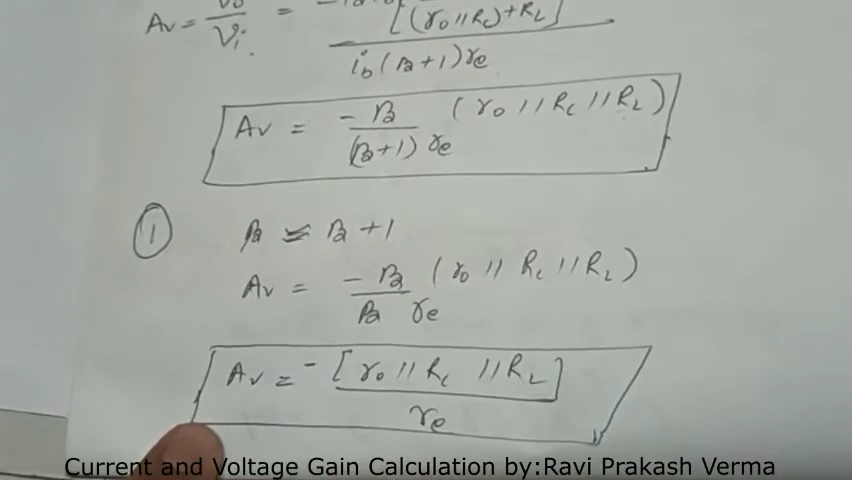 Av = Vo/Vi = [(ro // Rc) + RL] / ib (β+1) re
Av = -β / (β+1) re (ro // Rc // RL)
① β ≃ β +1
Av = -β / β re (ro // Rc // RL)
Av = - [ro // Rc // RL] / re
Current and Voltage Gain Calculation by:Ravi Prakash Verma